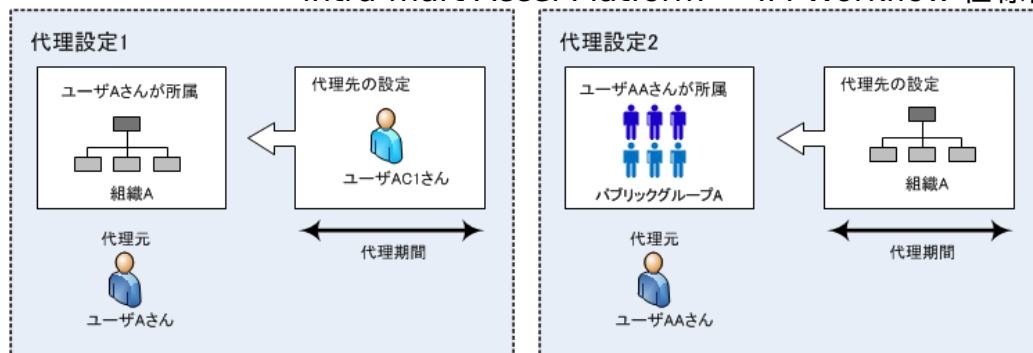 代理設定1
ユーザAさんが所属
組織A
代理先の設定
ユーザAC1さん
代理元
ユーザAさん
代理期間
代理設定2
ユーザAAさんが所属
パブリックグループA
代理先の設定
組織A
代理元
ユーザAAさん
代理期間